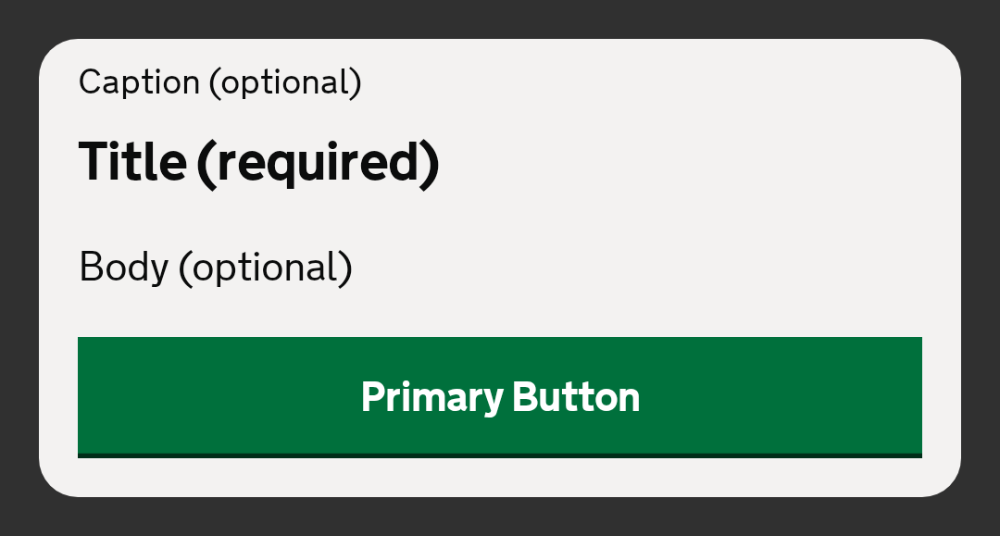 Caption (optional)
Title (required)
Body (optional)
Primary Button